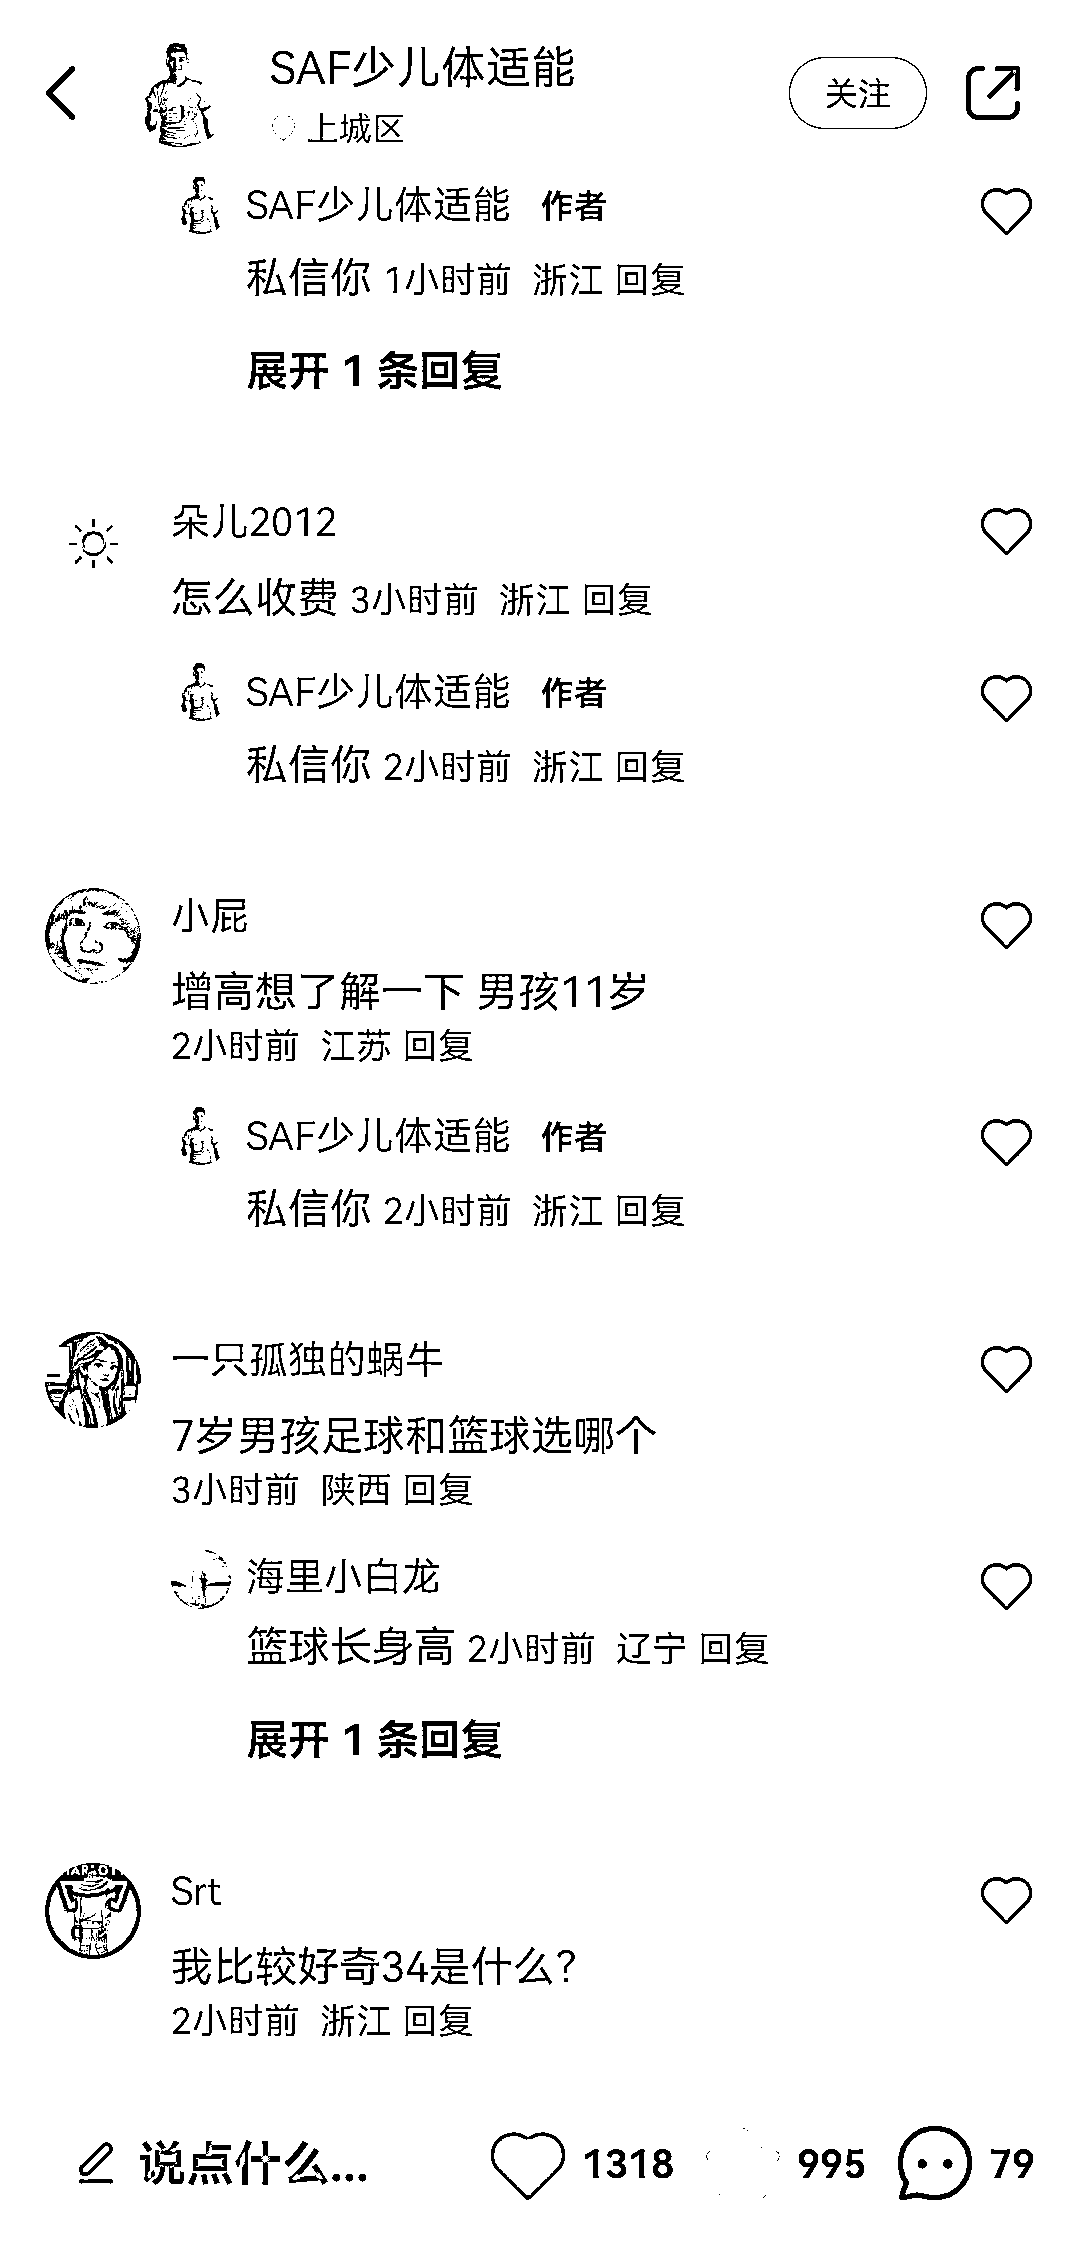 SAF少儿体适能
上城区
关注
SAF少儿体适能 作者
私信你 1小时前 浙江 回复
展开 1 条回复
朵儿2012
怎么收费 3小时前 浙江 回复
SAF少儿体适能 作者
私信你 2小时前 浙江 回复
小屁
增高想了解一下 男孩11岁
2小时前 江苏 回复
SAF少儿体适能 作者
私信你 2小时前 浙江 回复
一只孤独的蜗牛
7岁男孩足球和篮球选哪个
3小时前 陕西 回复
海里小白龙
篮球长身高 2小时前 辽宁 回复
展开 1 条回复
Srt
我比较好奇34是什么?
2小时前 浙江 回复
说点什么... 1318 995 79